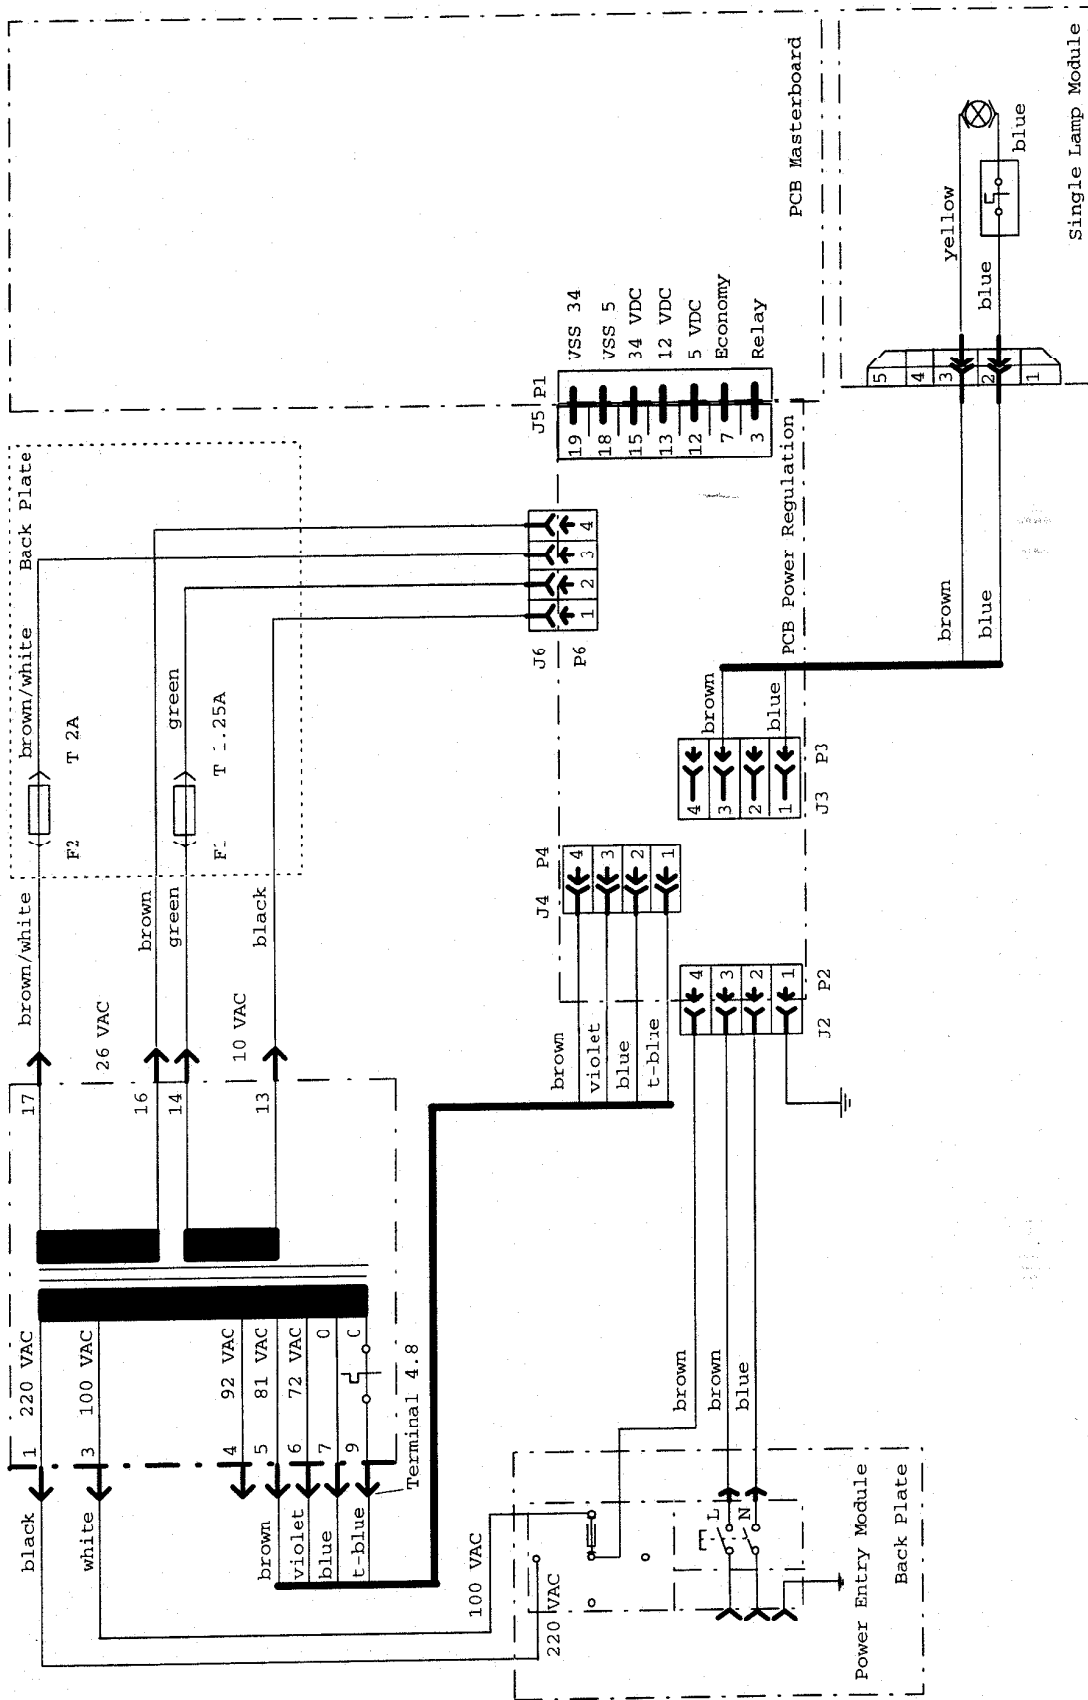 PCB Masterboard
Single Lamp Module
yellow
blue
blue
5
4
3
2
1
brown
blue
VSS 34
VSS 5
34 VDC
12 VDC
5 VDC
Economy
Relay
J5 P1
19
18
15
13
12
7
3
PCB Power Regulation
Back Plate
brown/white
F2 T 2A
green
J6
P6
4
3
2
1
brown
blue
4
3
2
1
J3 P3
J4 P4
4
3
2
1
brown
violet
blue
t-blue
4
3
2
1
J2 P2
brown/white
brown
green
black
26 VAC
10 VAC
17
16
14
13
1 220 VAC
3 100 VAC
4 92 VAC
5 81 VAC
6 72 VAC
7 0
9
Terminal 4.8
black
white
brown
violet
blue
t-blue
brown
brown
blue
100 VAC
220 VAC
L
N
Power Entry Module
Back Plate